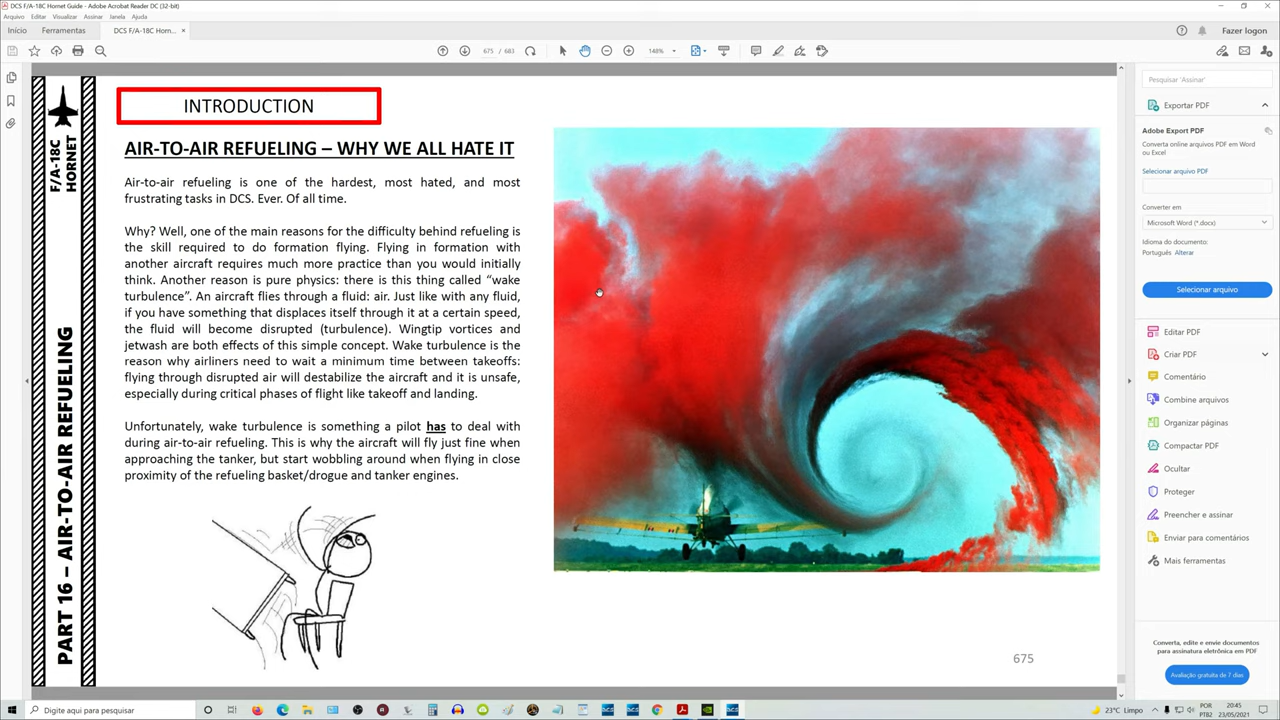 DCS F/A-18C Hornet Guide - Adobe Acrobat Reader DC (32-bit)
Arquivo Editar Visualizar Assinar Janela Ajuda
Início Ferramentas DCS F/A-18C Horn... × Fazer logon
675 / 683 148%
INTRODUCTION
AIR-TO-AIR REFUELING – WHY WE ALL HATE IT
Air-to-air refueling is one of the hardest, most hated, and most
frustrating tasks in DCS. Ever. Of all time.
Why? Well, one of the main reasons for the difficulty behind refueling is
the skill required to do formation flying. Flying in formation with
another aircraft requires much more practice than you would initially
think. Another reason is pure physics: there is this thing called “wake
turbulence”. An aircraft flies through a fluid: air. Just like with any fluid,
if you have something that displaces itself through it at a certain speed,
the fluid will become disrupted (turbulence). Wingtip vortices and
jetwash are both effects of this simple concept. Wake turbulence is the
reason why airliners need to wait a minimum time between takeoffs:
flying through disrupted air will destabilize the aircraft and it is unsafe,
especially during critical phases of flight like takeoff and landing.
Unfortunately, wake turbulence is something a pilot has to deal with
during air-to-air refueling. This is why the aircraft will fly just fine when
approaching the tanker, but start wobbling around when flying in close
proximity of the refueling basket/drogue and tanker engines.
675
F/A-18C
HORNET
PART 16 – AIR-TO-AIR REFUELING
Pesquisar 'Assinar'
Exportar PDF
Adobe Export PDF
Converta online arquivos PDF em Word
ou Excel
Selecionar arquivo PDF
Converter em
Microsoft Word (*.docx)
Idioma do documento:
Português Alterar
Selecionar arquivo
Editar PDF
Criar PDF
Comentário
Combine arquivos
Organizar páginas
Compactar PDF
Ocultar
Proteger
Preencher e assinar
Enviar para comentários
Mais ferramentas
Converta, edite e envie documentos
para assinatura eletrônica em PDF
Avaliação gratuita de 7 dias
Digite aqui para pesquisar
23°C Limpo
POR
PTB2
20:45
23/05/2021